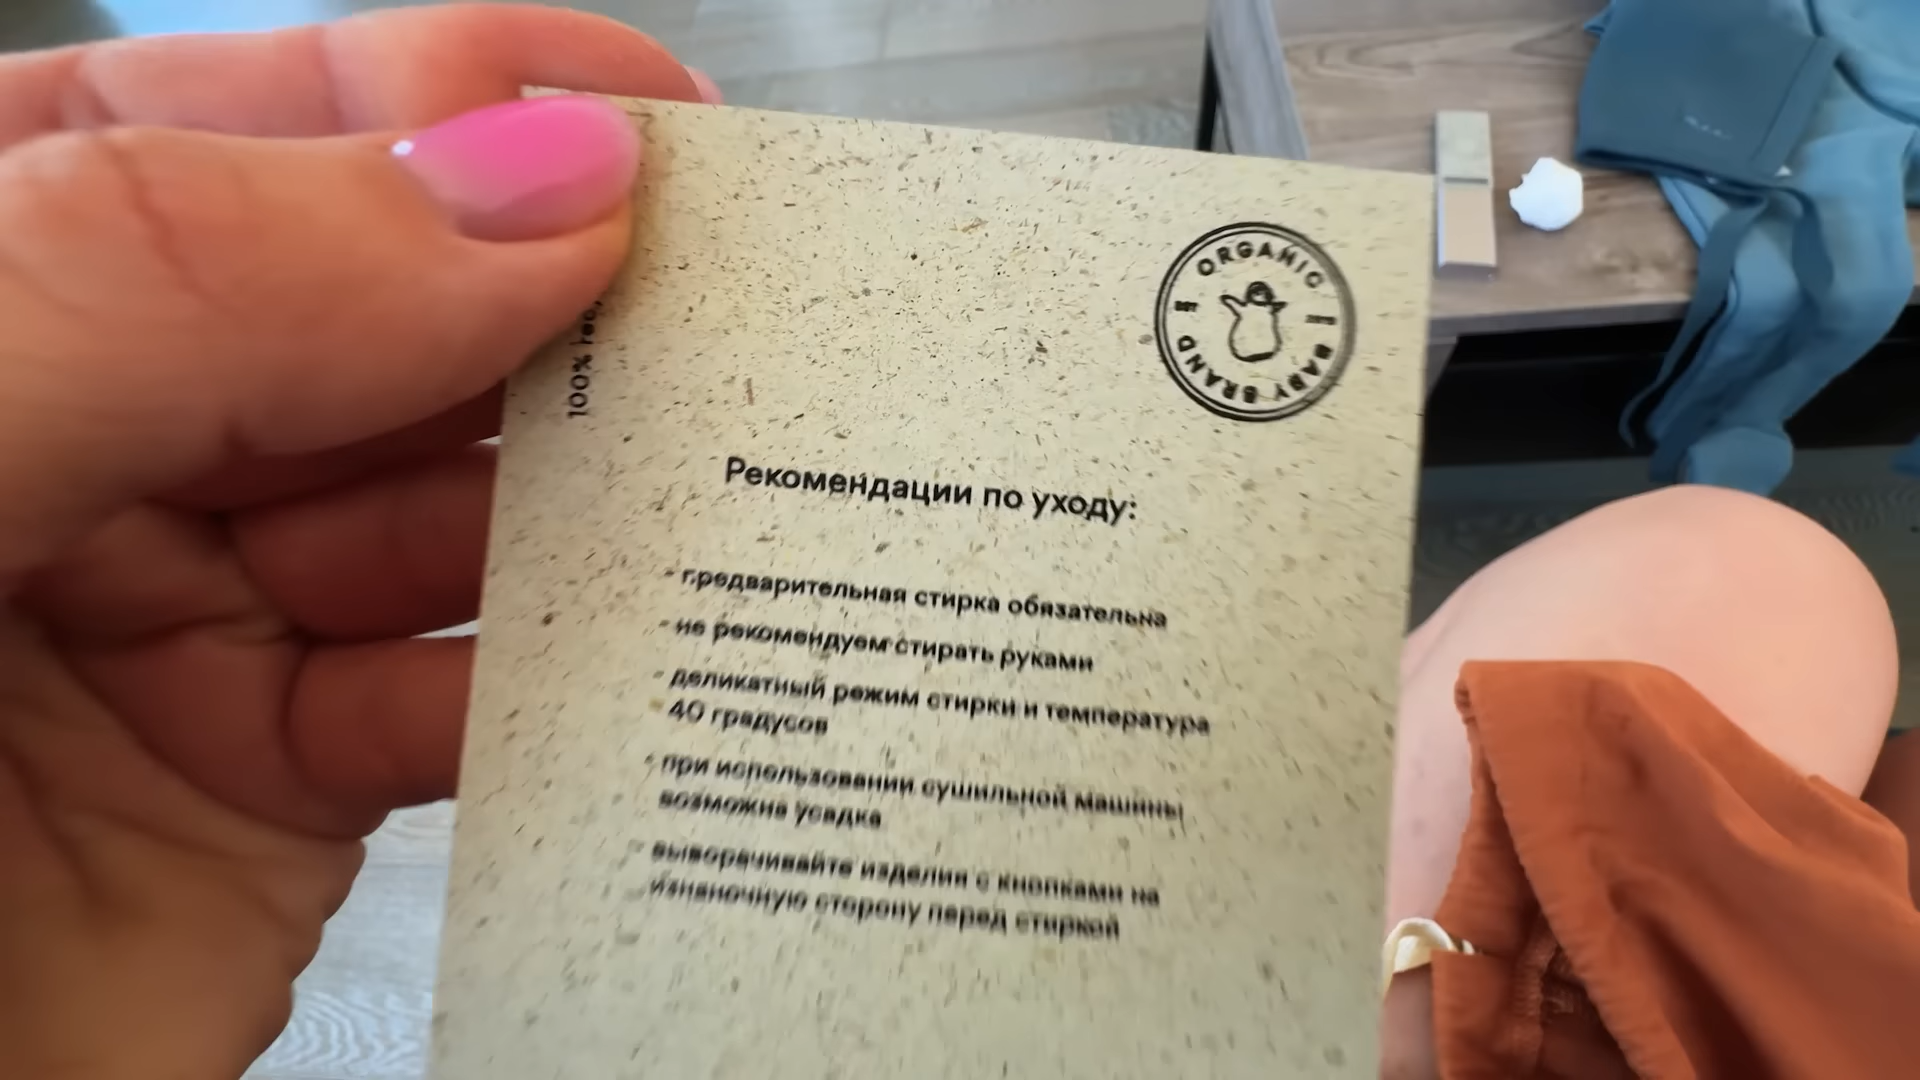 ORGANIC
BABY BRAND
100%
Рекомендации по уходу:
- предварительная стирка обязательна
- не рекомендуем стирать руками
- деликатный режим стирки и температура
- 40 градусов
- при использовании сушильной машины
возможна усадка
- выворачивайте изделия с кнопками на
изнаночную сторону перед стиркой